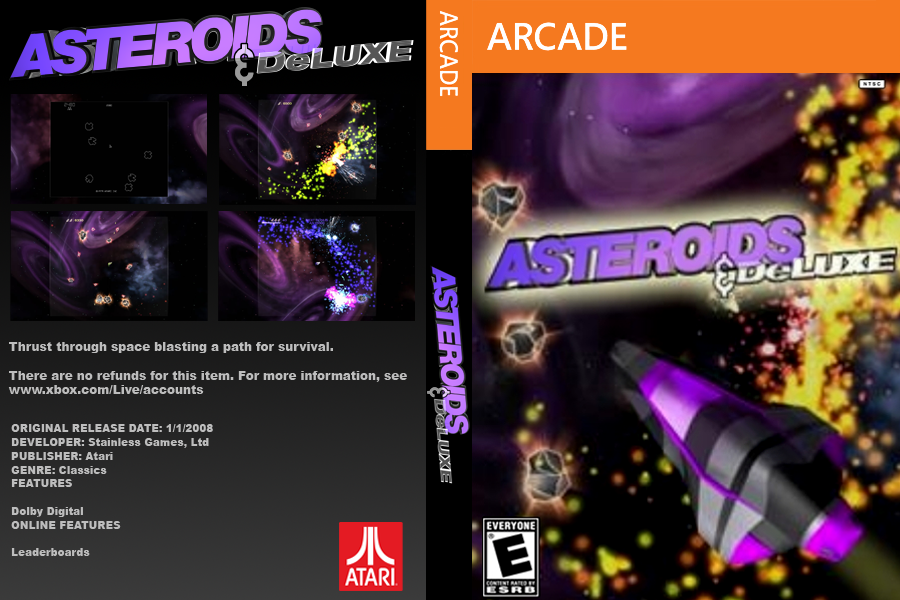 ASTEROIDS
& DeLUXE
Thrust through space blasting a path for survival.
There are no refunds for this item. For more information, see
www.xbox.com/Live/accounts
ORIGINAL RELEASE DATE: 1/1/2008
DEVELOPER: Stainless Games, Ltd
PUBLISHER: Atari
GENRE: Classics
FEATURES
Dolby Digital
ONLINE FEATURES
Leaderboards
ATARI
ARCADE
ASTEROIDS
& DeLUXE
ARCADE
NTSC
ASTEROIDS
& DeLUXE
EVERYONE
E
CONTENT RATED BY
ESRB